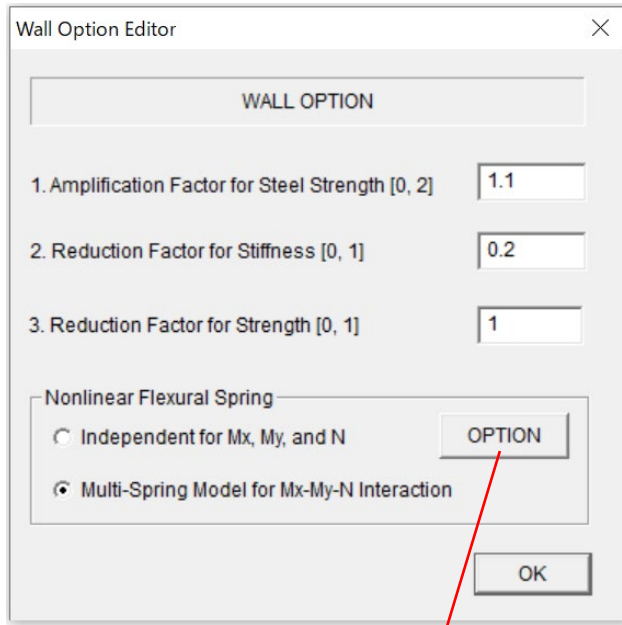 Wall Option Editor
WALL OPTION
1. Amplification Factor for Steel Strength [0, 2] 1.1
2. Reduction Factor for Stiffness [0, 1] 0.2
3. Reduction Factor for Strength [0, 1] 1
Nonlinear Flexural Spring
Independent for Mx, My, and N OPTION
Multi-Spring Model for Mx-My-N Interaction
OK